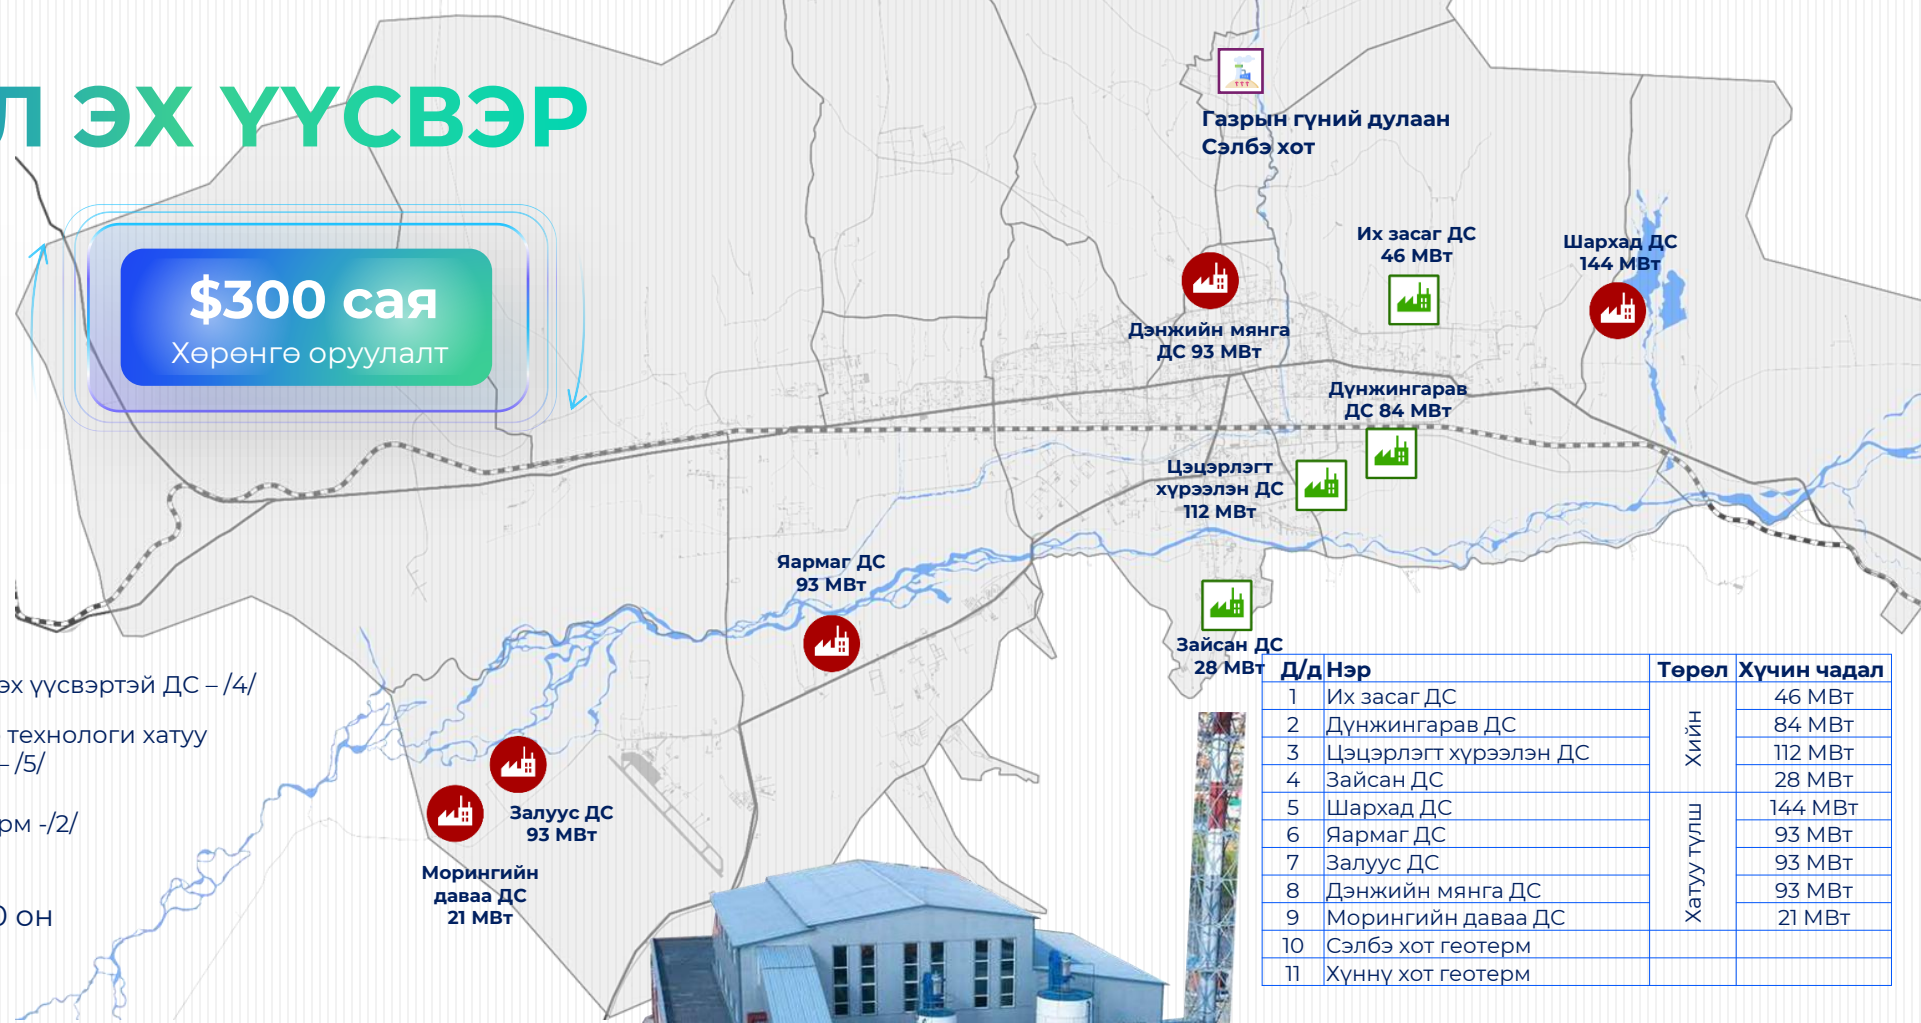 Л ЭХ ҮҮСВЭР
$300 сая
Хөрөнгө оруулалт
Газрын гүний дулаан
Сэлбэ хот
Их засаг ДС
46 МВт
Шархад ДС
144 МВт
Дэнжийн мянга
ДС 93 МВт
Дүнжингарав
ДС 84 МВт
Цэцэрлэгт
хүрээлэн ДС
112 МВт
Яармаг ДС
93 МВт
Зайсан ДС
28 МВт
Залуус ДС
93 МВт
Морингийн
даваа ДС
21 МВт
эх үүсвэртэй ДС – /4/
технологи хатуу
– /5/
рм -/2/
0 он
Д/д Нэр Төрөл Хүчин чадал
1 Их засаг ДС Хийн 46 МВт
2 Дүнжингарав ДС 84 МВт
3 Цэцэрлэгт хүрээлэн ДС 112 МВт
4 Зайсан ДС 28 МВт
5 Шархад ДС Хатуу түлш 144 МВт
6 Яармаг ДС 93 МВт
7 Залуус ДС 93 МВт
8 Дэнжийн мянга ДС 93 МВт
9 Морингийн даваа ДС 21 МВт
10 Сэлбэ хот геотерм
11 Хүннү хот геотерм